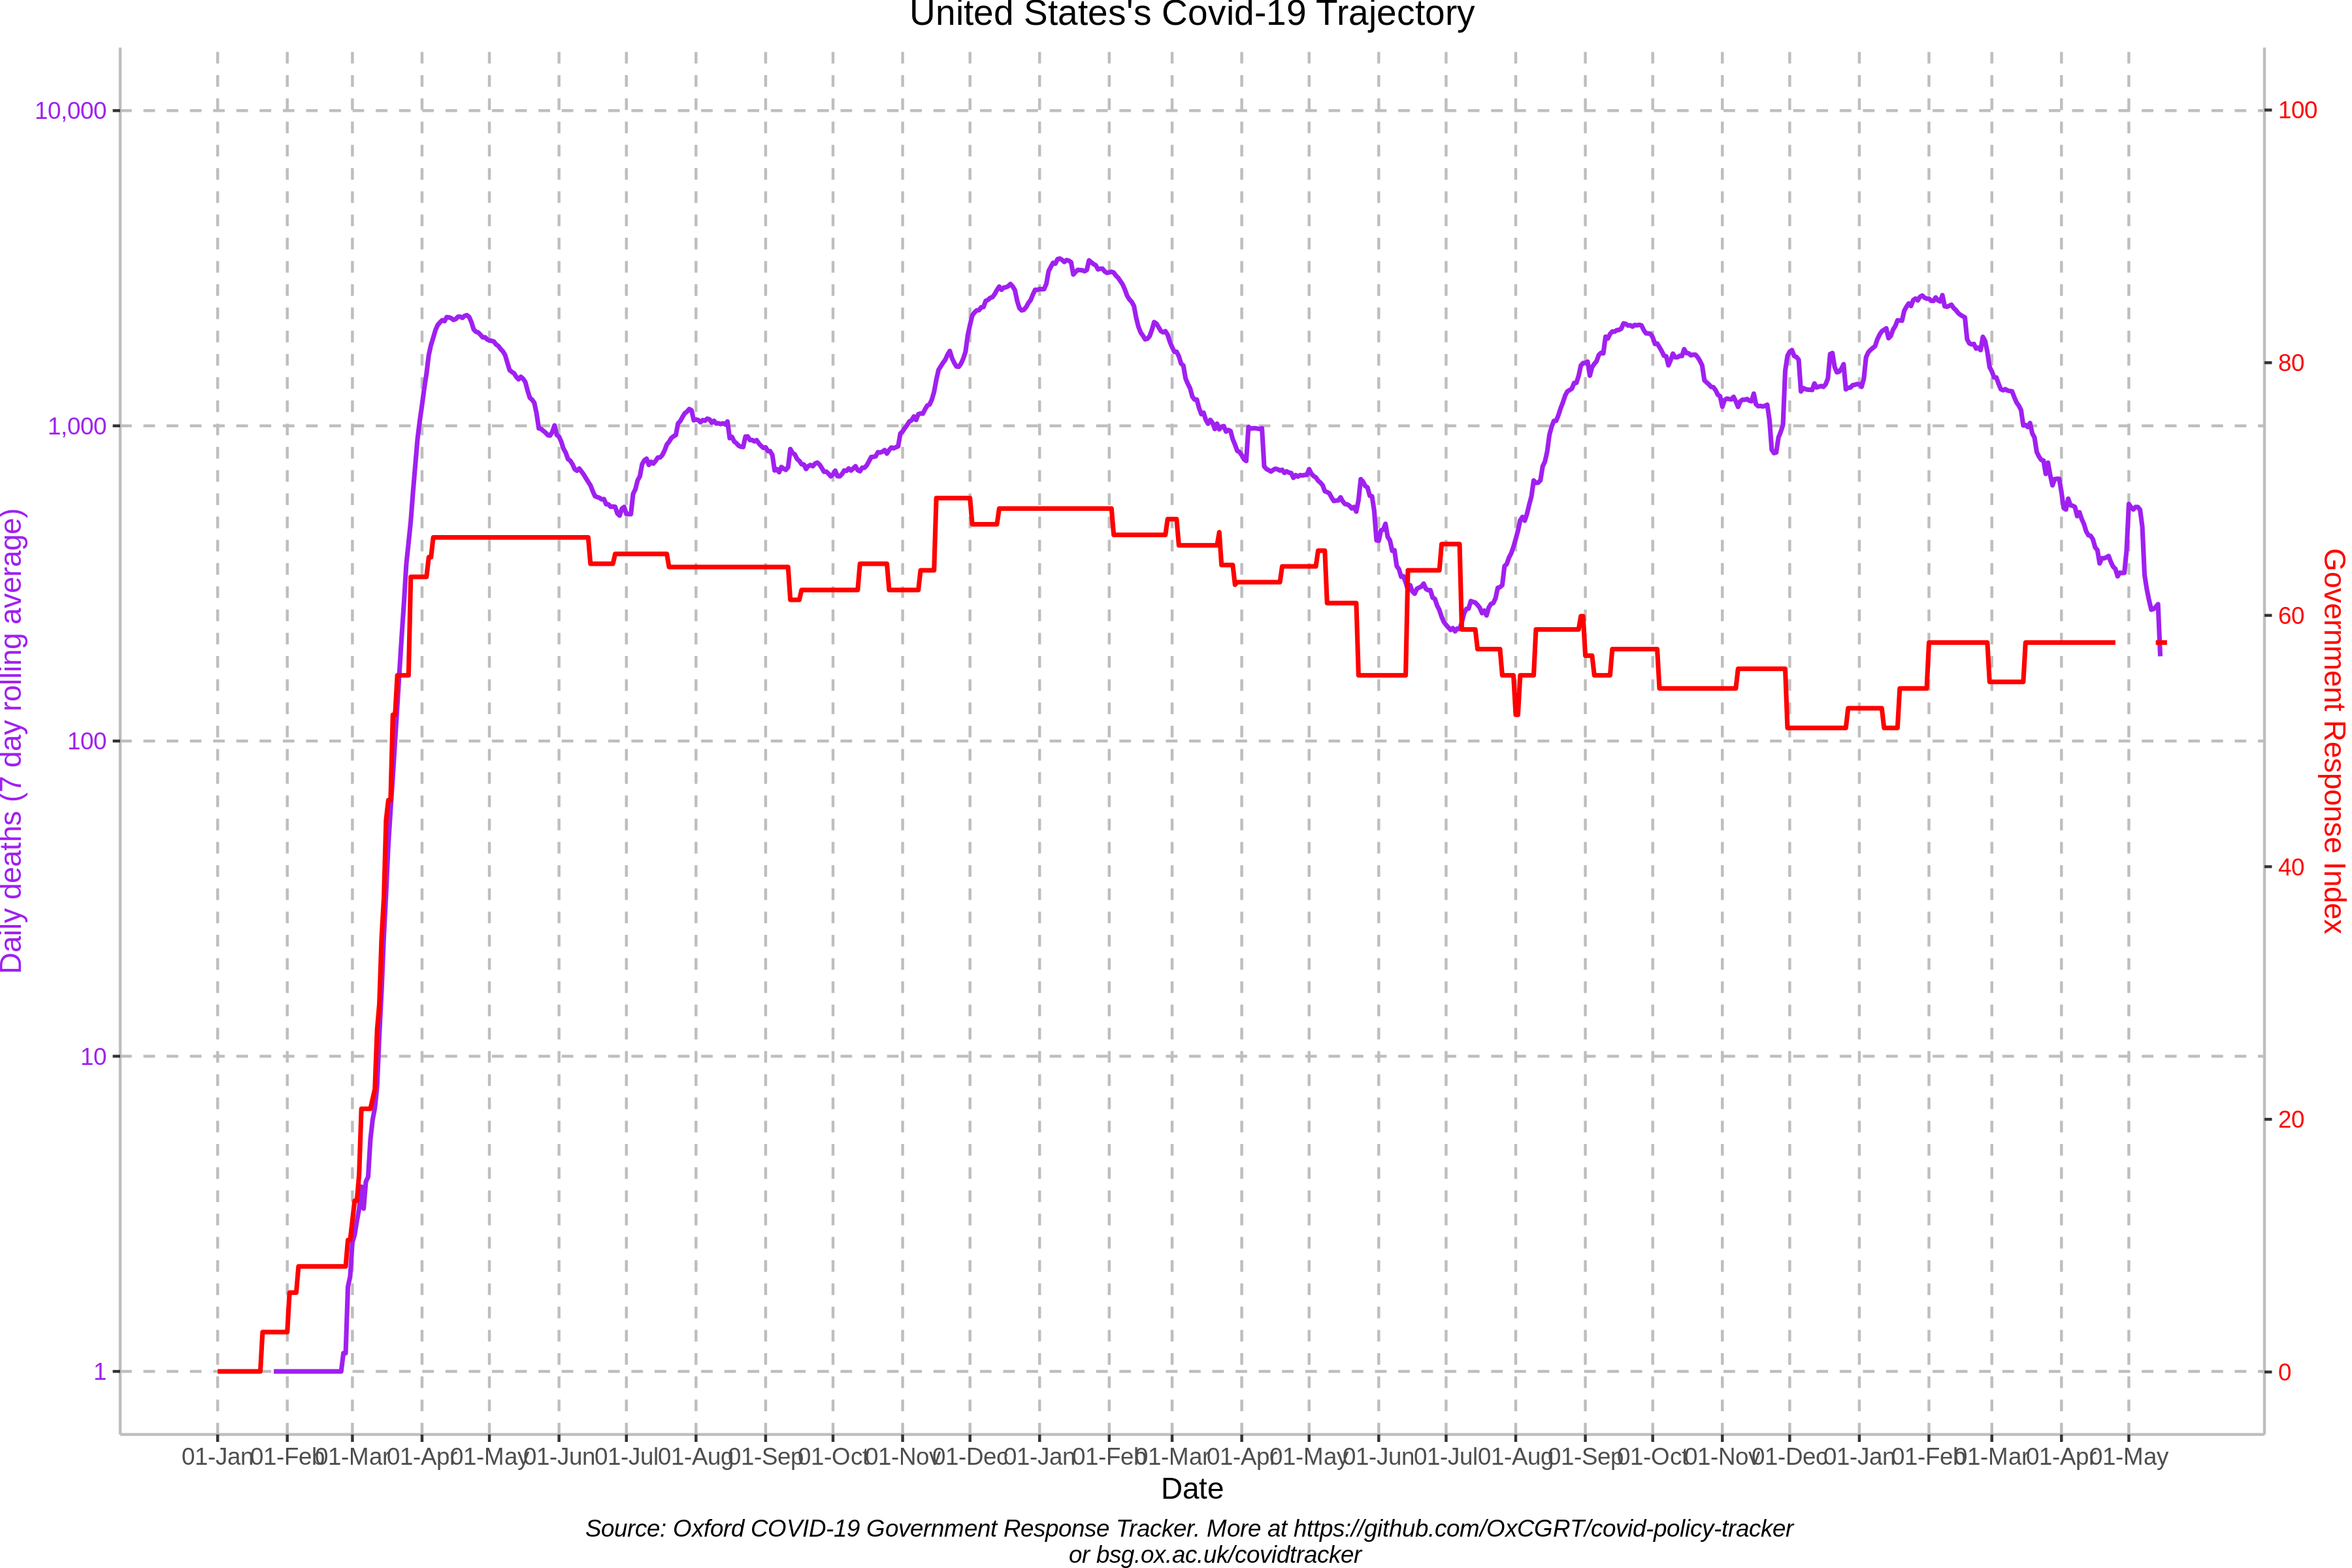 United States's Covid-19 Trajectory
10,000
1,000
100
10
1
Daily deaths (7 day rolling average)
100
80
60
40
20
0
Government Response Index
01-Jan 01-Feb 01-Mar 01-Apr 01-May 01-Jun 01-Jul 01-Aug 01-Sep 01-Oct 01-Nov 01-Dec 01-Jan 01-Feb 01-Mar 01-Apr 01-May 01-Jun 01-Jul 01-Aug 01-Sep 01-Oct 01-Nov 01-Dec 01-Jan 01-Feb 01-Mar 01-Apr 01-May
Date
Source: Oxford COVID-19 Government Response Tracker. More at https://github.com/OxCGRT/covid-policy-tracker
or bsg.ox.ac.uk/covidtracker